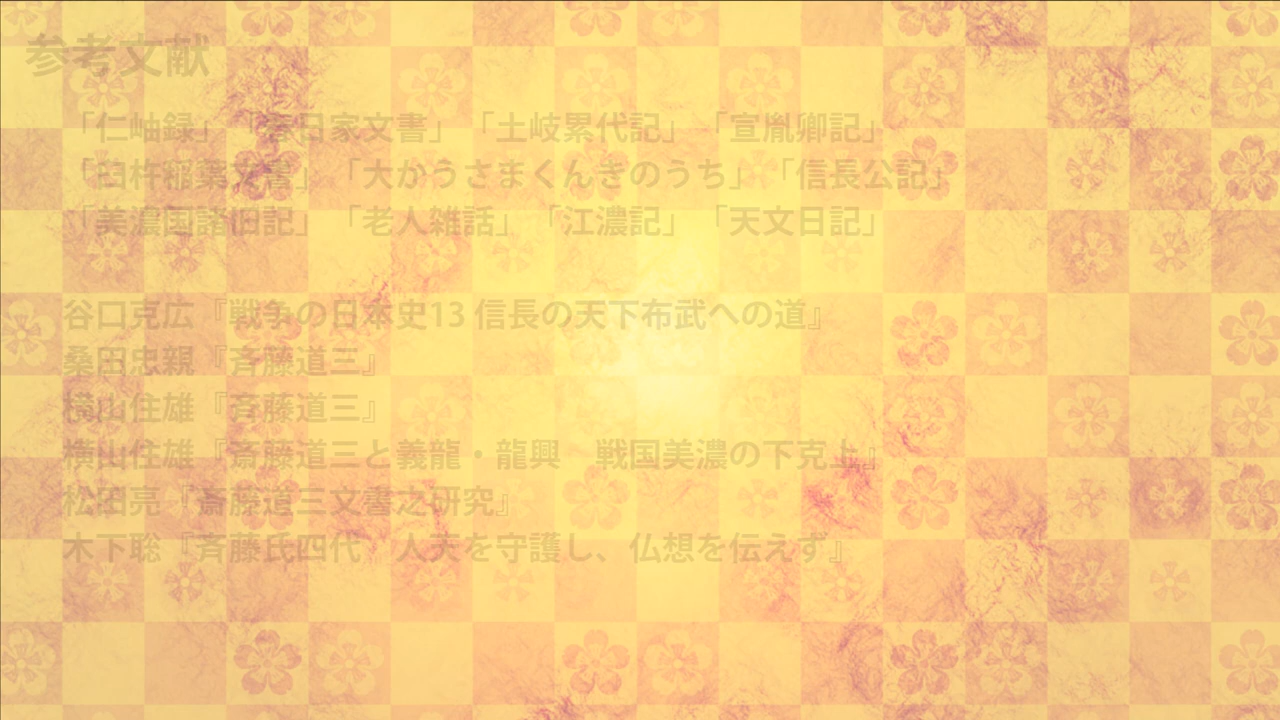 参考文献
「仁岫録」「春日家文書」「土岐累代記」「宣胤卿記」
「臼杵稲葉文書」「大かうさまくんきのうち」「信長公記」
「美濃国諸旧記」「老人雑話」「江濃記」「天文日記」
谷口克広『戦争の日本史13 信長の天下布武への道』
桑田忠親『斉藤道三』
横山住雄『斉藤道三』
横山住雄『斎藤道三と義龍・龍興 戦国美濃の下克上』
松田亮『斎藤道三文書之研究』
木下聡『斉藤氏四代 人天を守護し、仏想を伝えず』